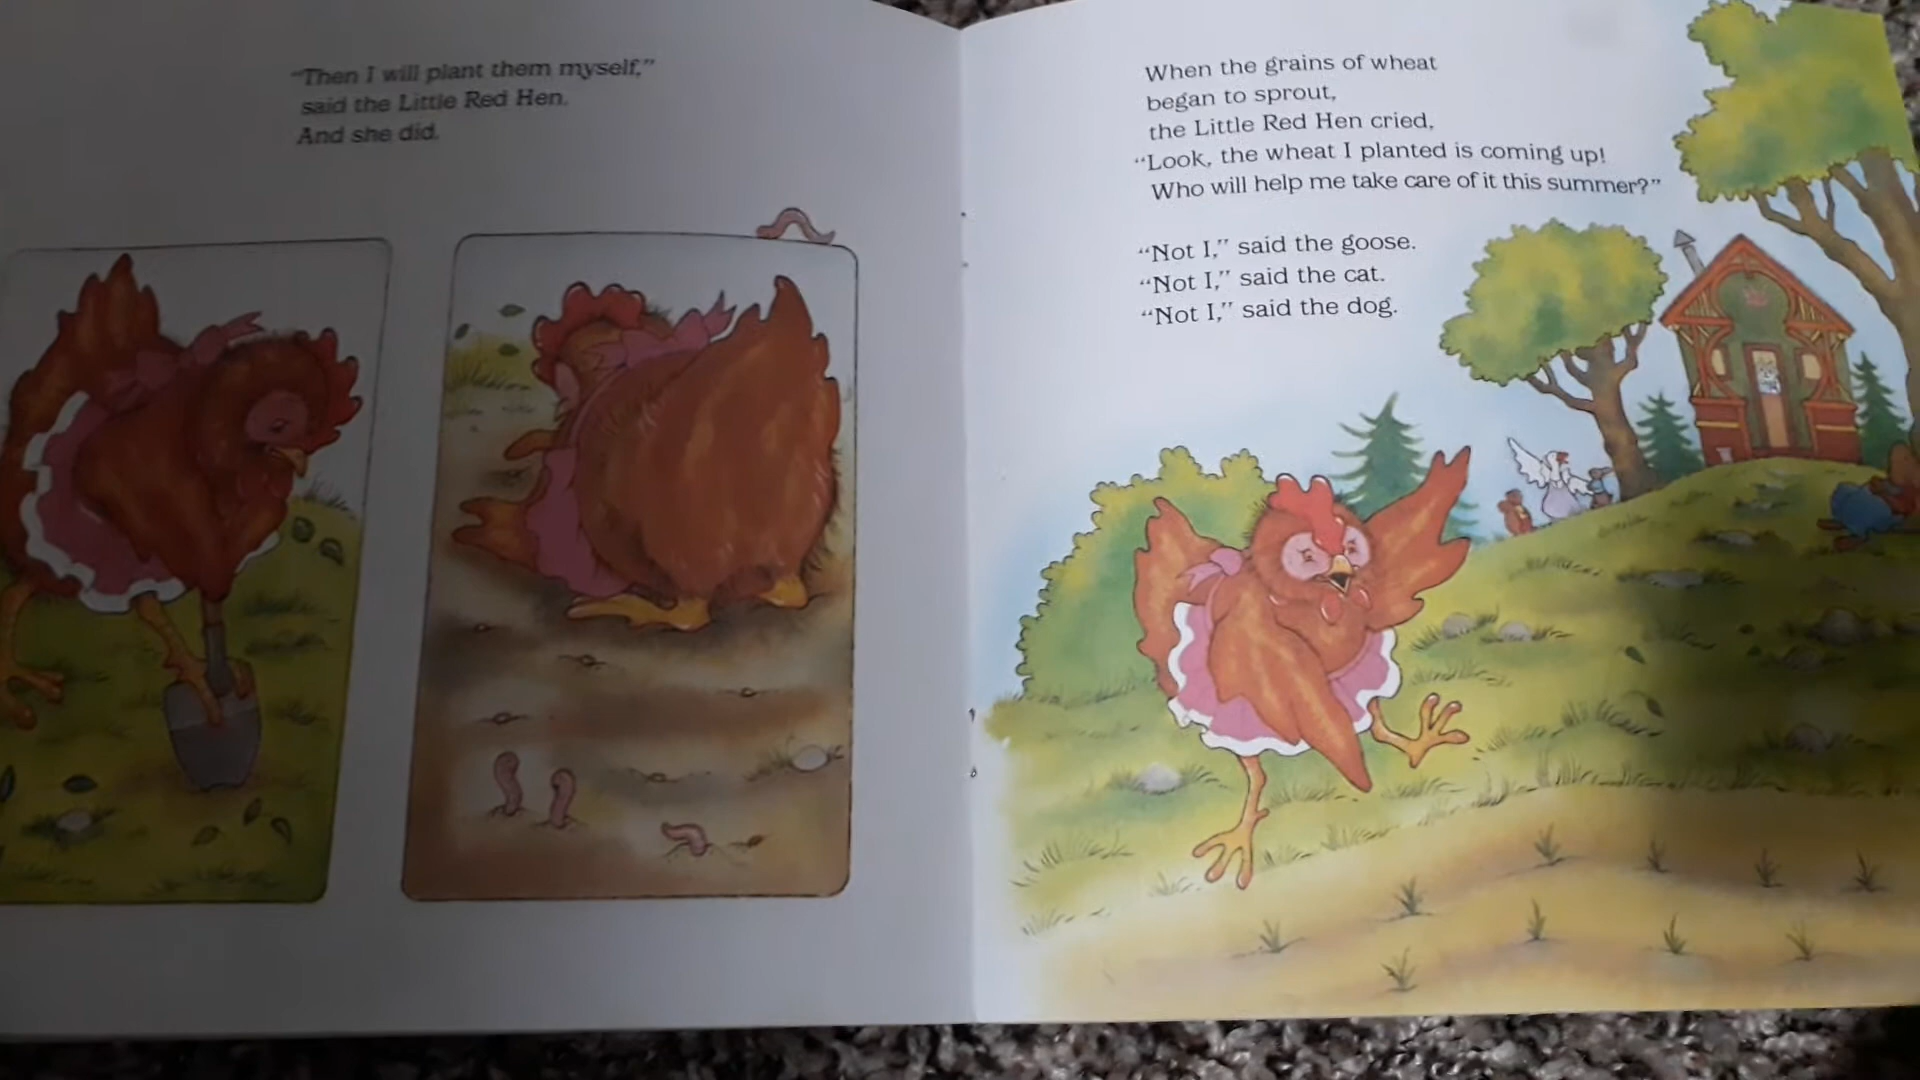 “Then I will plant them myself,”
said the Little Red Hen.
And she did.
When the grains of wheat
began to sprout,
the Little Red Hen cried,
“Look, the wheat I planted is coming up!
Who will help me take care of it this summer?”
“Not I,” said the goose.
“Not I,” said the cat.
“Not I,” said the dog.